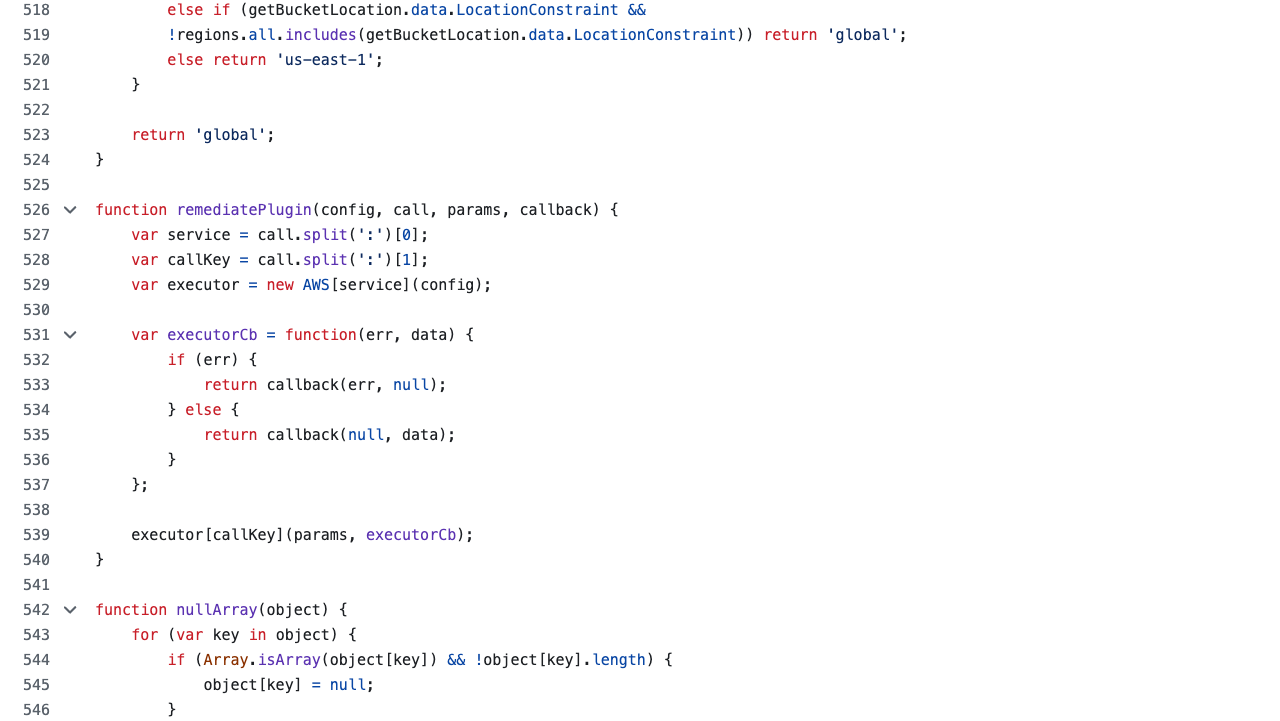 518 else if (getBucketLocation.data.LocationConstraint &&
519 !regions.all.includes(getBucketLocation.data.LocationConstraint)) return 'global';
520 else return 'us-east-1';
521 }
522
523 return 'global';
524 }
525
526 function remediatePlugin(config, call, params, callback) {
527 var service = call.split(':')[0];
528 var callKey = call.split(':')[1];
529 var executor = new AWS[service](config);
530
531 var executorCb = function(err, data) {
532 if (err) {
533 return callback(err, null);
534 } else {
535 return callback(null, data);
536 }
537 };
538
539 executor[callKey](params, executorCb);
540 }
541
542 function nullArray(object) {
543 for (var key in object) {
544 if (Array.isArray(object[key]) && !object[key].length) {
545 object[key] = null;
546 }